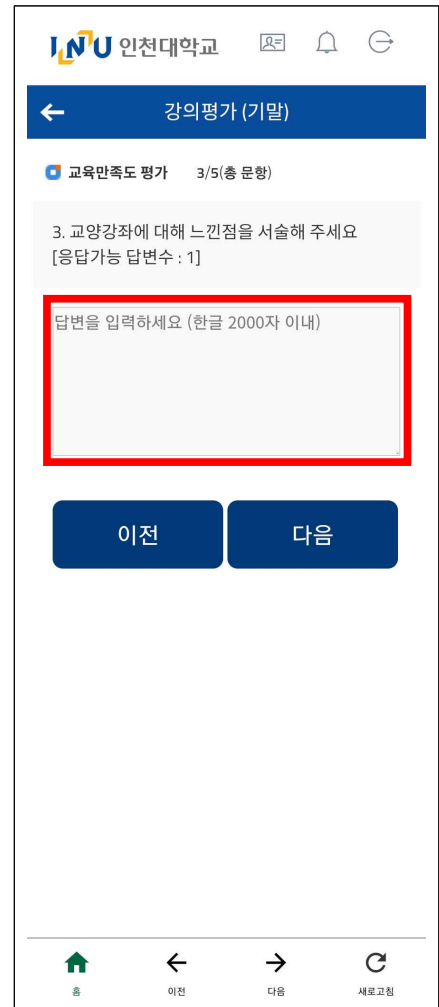 INU 인천대학교
강의평가 (기말)
교육만족도 평가 3/5(총 문항)
3. 교양강좌에 대해 느낀점을 서술해 주세요
[응답가능 답변수 : 1]
답변을 입력하세요 (한글 2000자 이내)
이전 다음
홈 이전 다음 새로고침